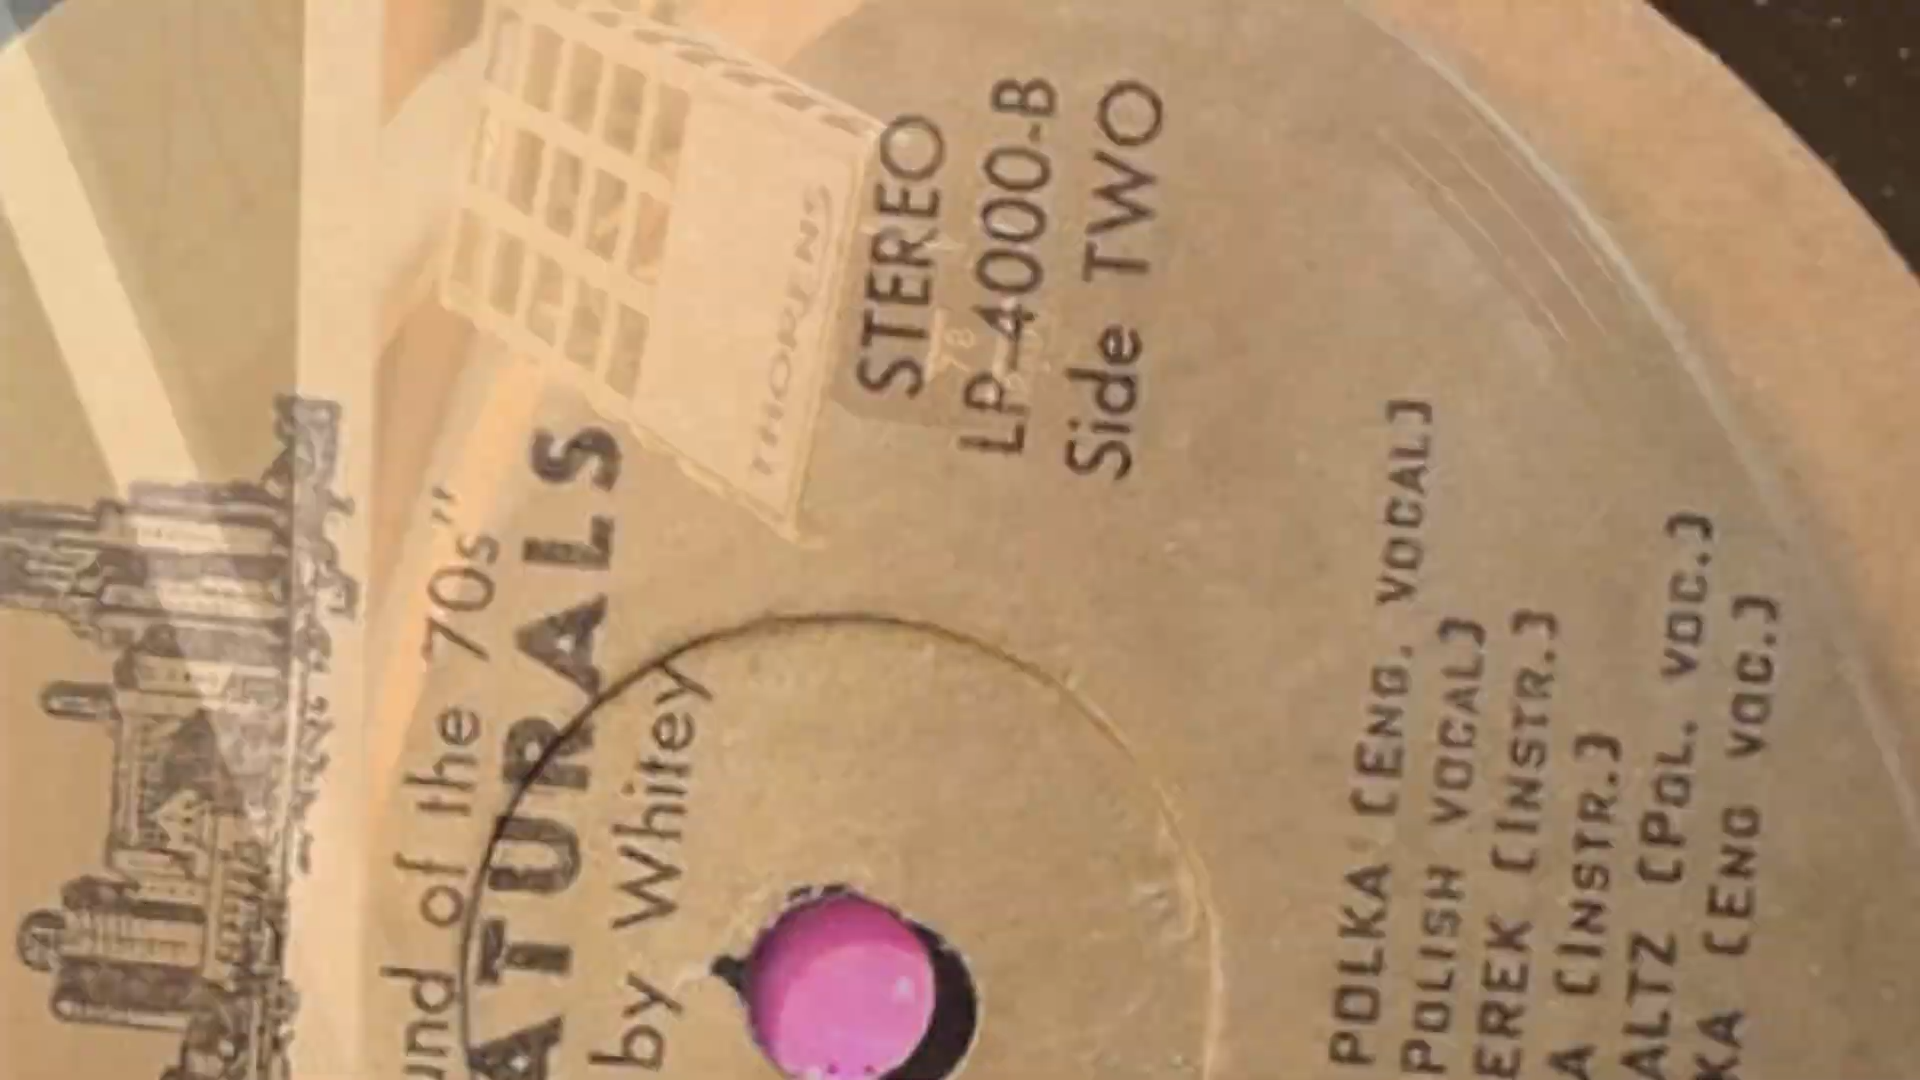 und of the 70s"
ATURALS
by Whitey
THORENS
STEREO
LP-4000-B
Side TWO
78
POLKA [ENG. VOCAL]
POLISH VOCAL]
EREK [INSTR.]
A [INSTR.]
ALTZ [POL. VOC.]
KA [ENG VOC.]